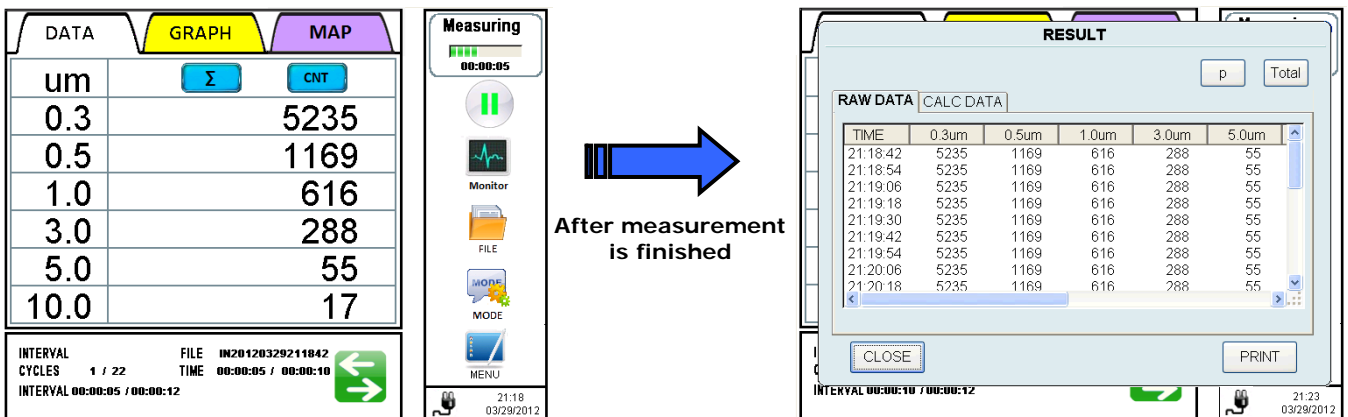 DATA GRAPH MAP
um Σ CNT
0.3 5235
0.5 1169
1.0 616
3.0 288
5.0 55
10.0 17
INTERVAL FILE IN20120329211842
CYCLES 1 / 22 TIME 00:00:05 / 00:00:10
INTERVAL 00:00:05 / 00:00:12
Measuring
00:00:05
Monitor
FILE
MODE
MODE
MENU
21:18
03/29/2012
After measurement
is finished
RESULT
p Total
RAW DATA CALC DATA
TIME 0.3um 0.5um 1.0um 3.0um 5.0um
21:18:42 5235 1169 616 288 55
21:18:54 5235 1169 616 288 55
21:19:06 5235 1169 616 288 55
21:19:18 5235 1169 616 288 55
21:19:30 5235 1169 616 288 55
21:19:42 5235 1169 616 288 55
21:19:54 5235 1169 616 288 55
21:20:06 5235 1169 616 288 55
21:20:18 5235 1169 616 288 55
CLOSE PRINT
INTERVAL 00:00:10 / 00:00:12
21:23
03/29/2012